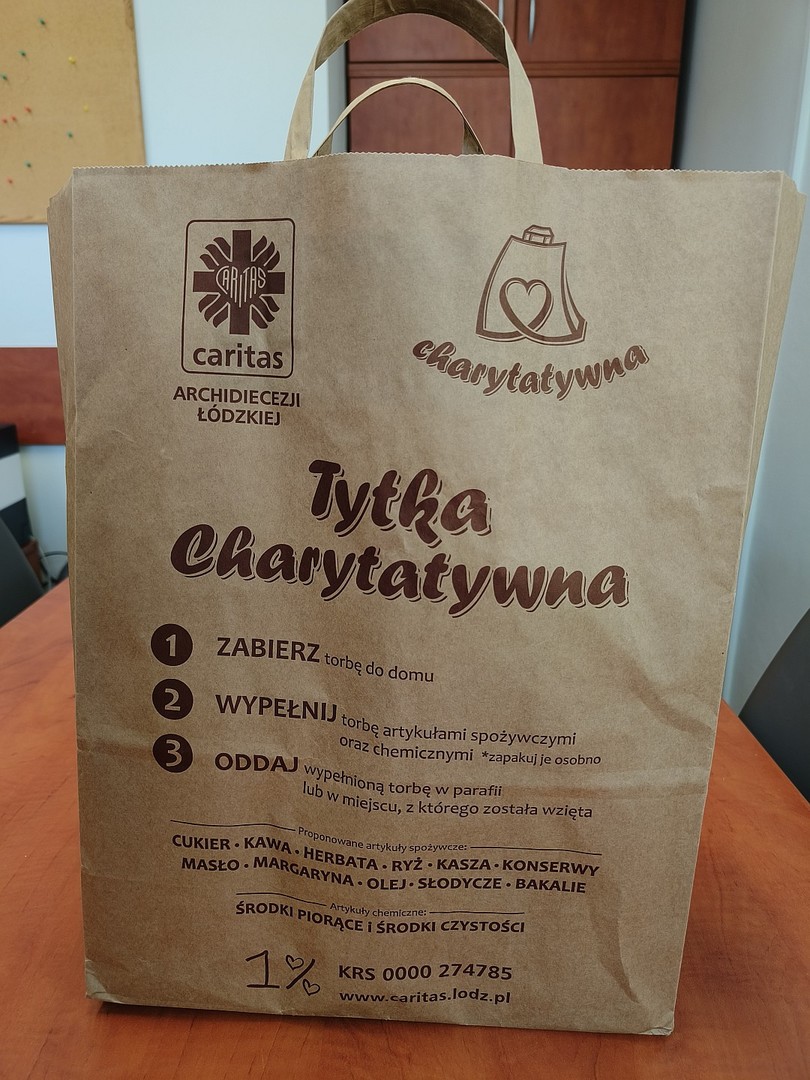 CARITAS
caritas
ARCHIDIECEZJI
ŁÓDZKIEJ
charytatywna
Tytka
Charytatywna
1 ZABIERZ torbę do domu
2 WYPEŁNIJ torbę artykułami spożywczymi
oraz chemicznymi *zapakuj je osobno
3 ODDAJ wypełnioną torbę w parafii
lub w miejscu, z którego została wzięta
Proponowane artykuły spożywcze:
CUKIER • KAWA • HERBATA • RYŻ • KASZA • KONSERWY
MASŁO • MARGARYNA • OLEJ • SŁODYCZE • BAKALIE
Artykuły chemiczne:
ŚRODKI PIORĄCE i ŚRODKI CZYSTOŚCI
1% KRS 0000 274785
www.caritas.lodz.pl